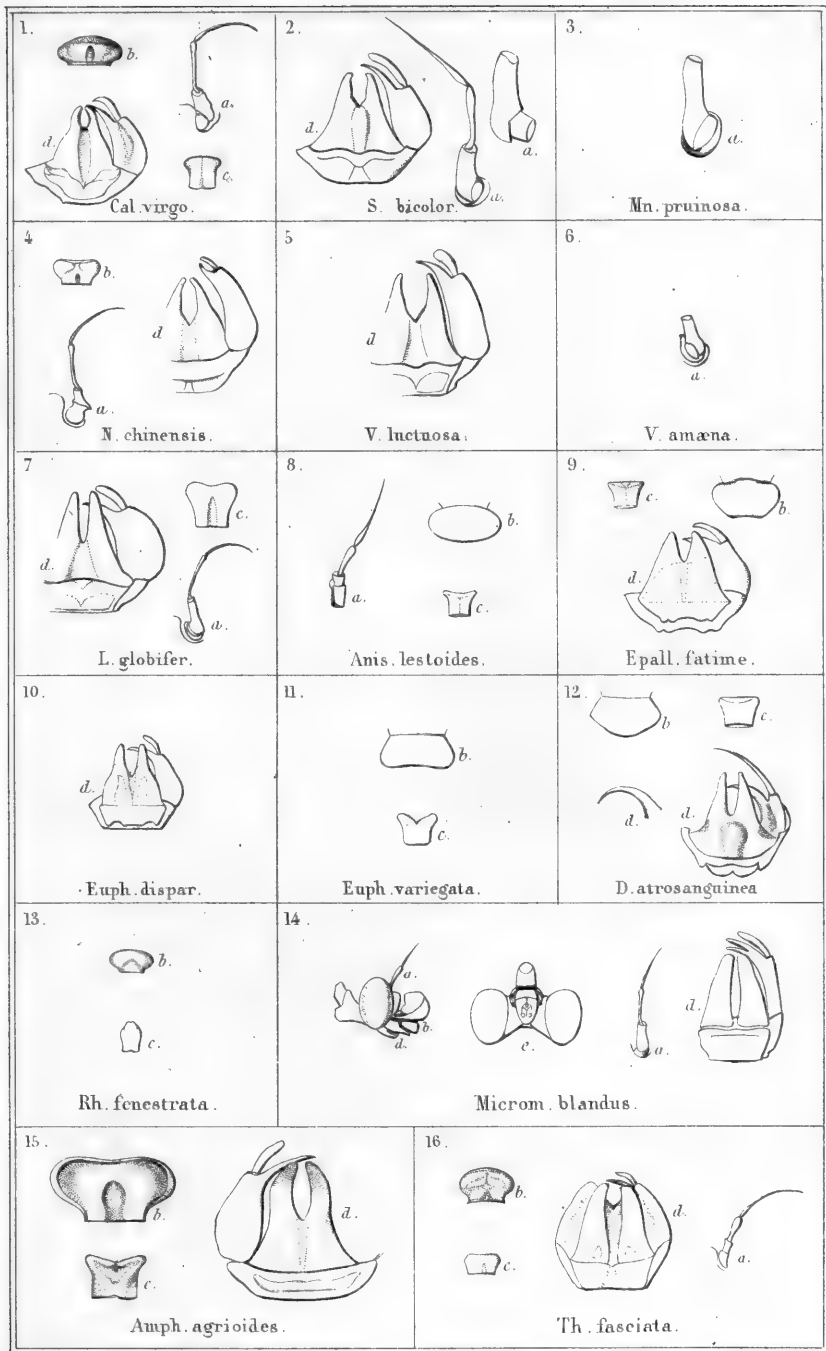 1.
b.
a.
d.
c.
Cal. virgo.
2.
d.
a.
a.
S. bicolor.
3.
a.
Mn. pruinosa.
4
b.
d
a.
N. chinensis.
5
d
V. luctuosa.
6.
a.
V. amæna.
7
c.
d.
a.
L. globifer.
8.
b.
a.
c.
Anis. lestoides.
9.
c.
b.
d.
Epall. fatime.
10.
d.
Euph. dispar.
11.
b.
c.
Euph. variegata.
12.
b
c.
d.
d.
D. atrosanguinea
13.
b.
c.
Rh. fenestrata.
14.
a.
b.
d.
e.
a.
d.
Microm. blandus.
15.
b.
d.
c.
Amph. agrioides.
16.
b.
d.
c.
a.
Th. fasciata.